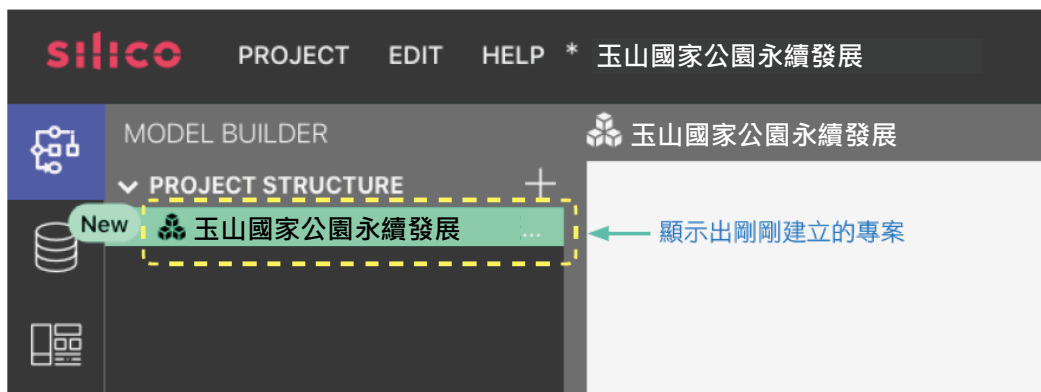 silico PROJECT EDIT HELP * 玉山國家公園永續發展
MODEL BUILDER
玉山國家公園永續發展
PROJECT STRUCTURE
New
玉山國家公園永續發展 ...
顯示出剛剛建立的專案